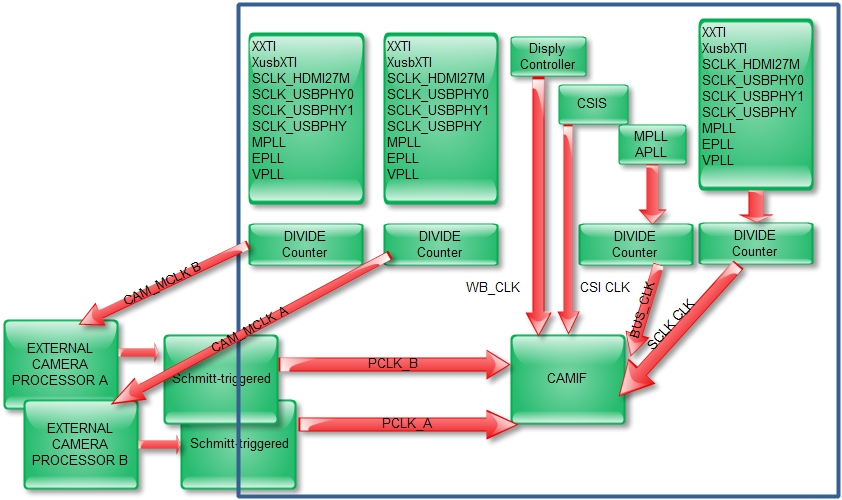 XXTI
XusbXTI
SCLK_HDMI27M
SCLK_USBPHY0
SCLK_USBPHY1
SCLK_USBPHY
MPLL
EPLL
VPLL
XXTI
XusbXTI
SCLK_HDMI27M
SCLK_USBPHY0
SCLK_USBPHY1
SCLK_USBPHY
MPLL
EPLL
VPLL
Disply
Controller
CSIS
MPLL
APLL
XXTI
XusbXTI
SCLK_HDMI27M
SCLK_USBPHY0
SCLK_USBPHY1
SCLK_USBPHY
MPLL
EPLL
VPLL
DIVIDE
Counter
DIVIDE
Counter
DIVIDE
Counter
DIVIDE
Counter
CAM_MCLK B
CAM_MCLK A
WB_CLK
CSI CLK
BUS_CLK
SCLK CLK
EXTERNAL
CAMERA
PROCESSOR A
Schmitt-triggered
PCLK_B
CAMIF
EXTERNAL
CAMERA
PROCESSOR B
Schmitt-triggered
PCLK_A